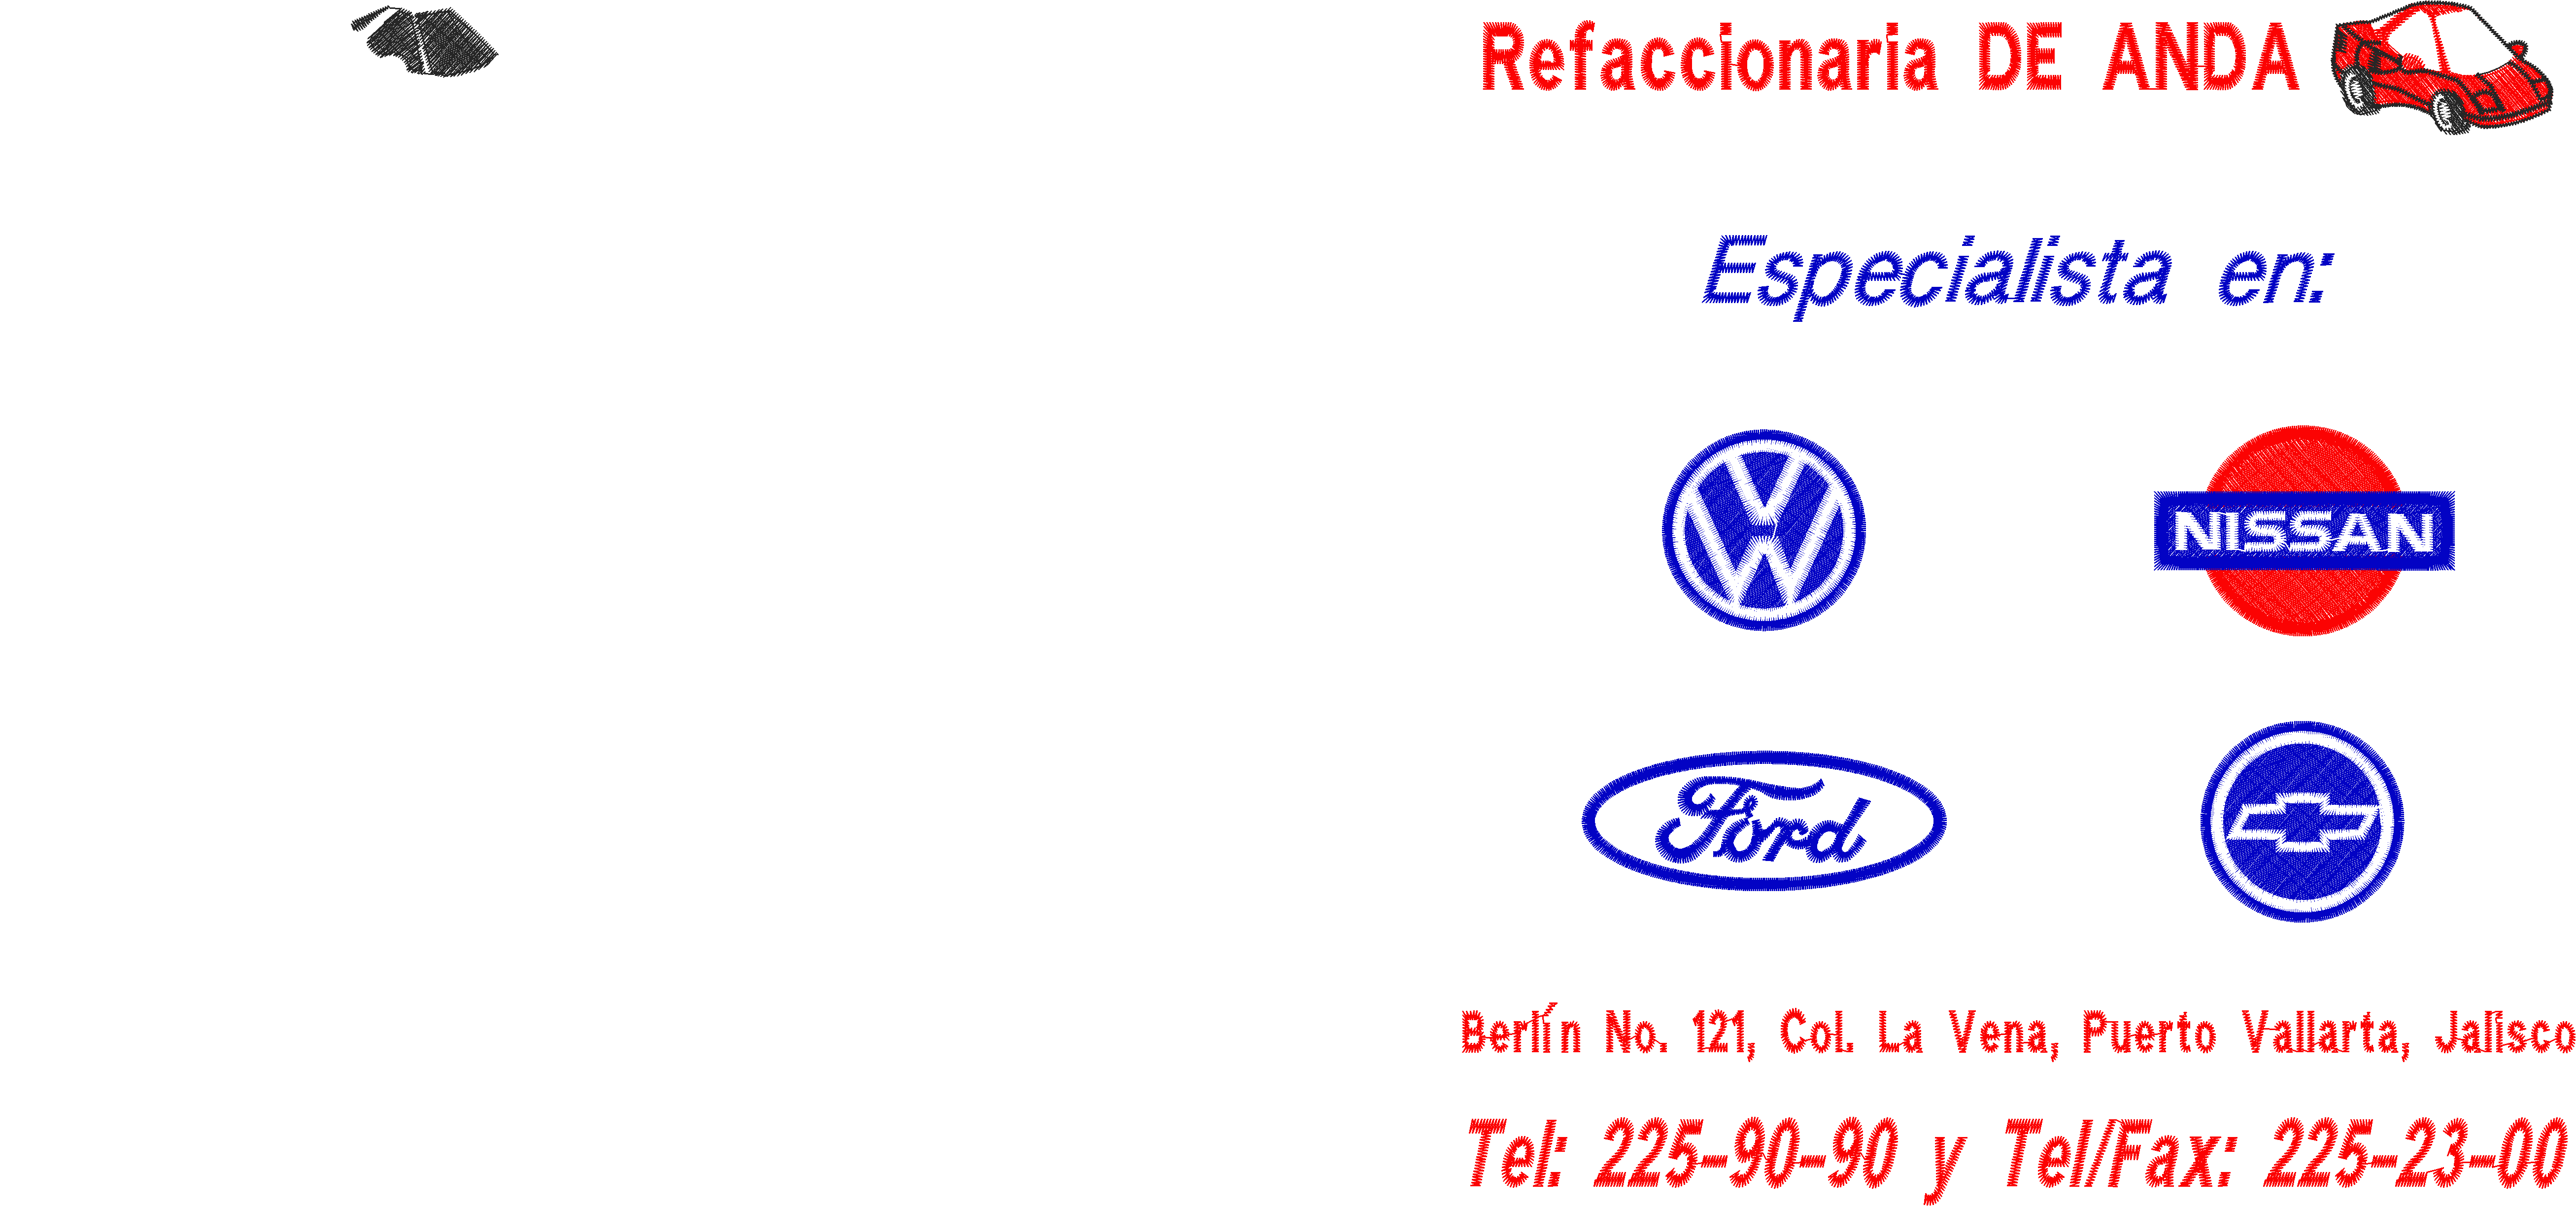 Refaccionaria DE ANDA
Especialista en:
NISSAN
Ford
Berlín No. 121, Col. La Vena, Puerto Vallarta, Jalisco
Tel: 225-90-90 y Tel/Fax: 225-23-00